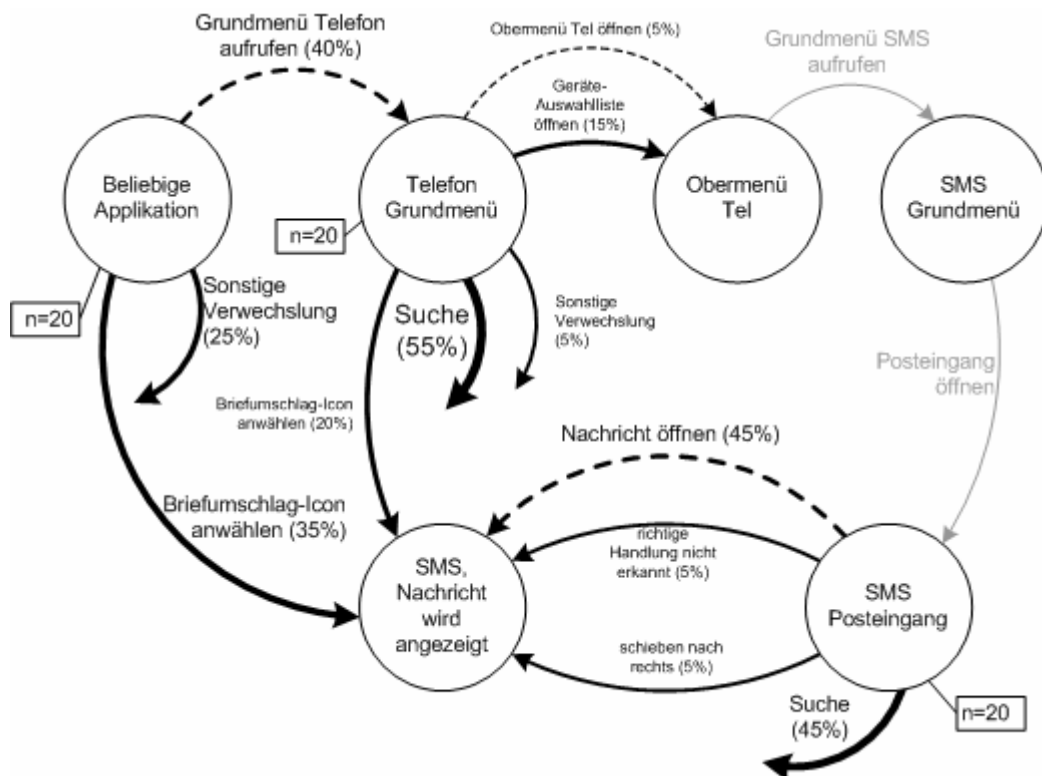 Grundmenü Telefon
aufrufen (40%)
Obermenü Tel öffnen (5%)
Grundmenü SMS
aufrufen
Geräte-
Auswahlliste
öffnen (15%)
Beliebige
Applikation
Telefon
Grundmenü
Obermenü
Tel
SMS
Grundmenü
n=20
n=20
Sonstige
Verwechslung
(25%)
Suche
(55%)
Sonstige
Verwechslung
(5%)
Posteingang
öffnen
Briefumschlag-Icon
anwählen (20%)
Nachricht öffnen (45%)
Briefumschlag-Icon
anwählen (35%)
richtige
Handlung nicht
erkannt (5%)
SMS,
Nachricht
wird
angezeigt
SMS
Posteingang
schieben nach
rechts (5%)
Suche
(45%)
n=20